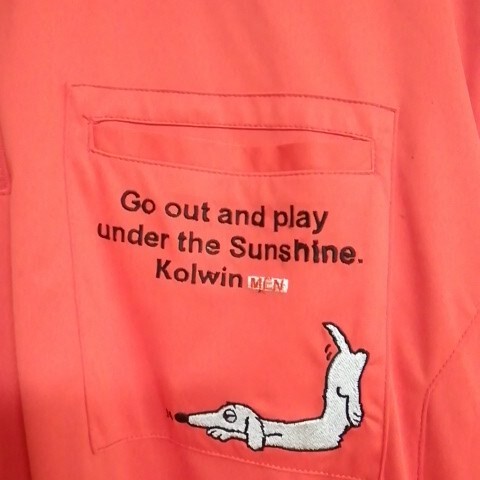 Go out and play
under the Sunshine.
Kolwin MEN